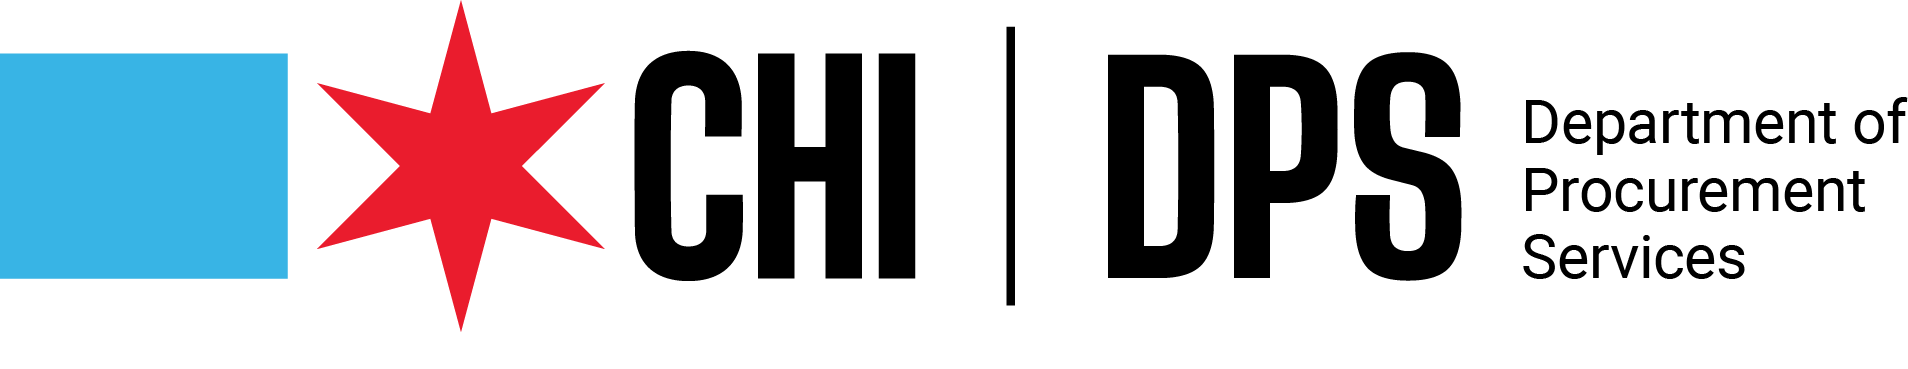 CHI | DPS
Department of
Procurement
Services